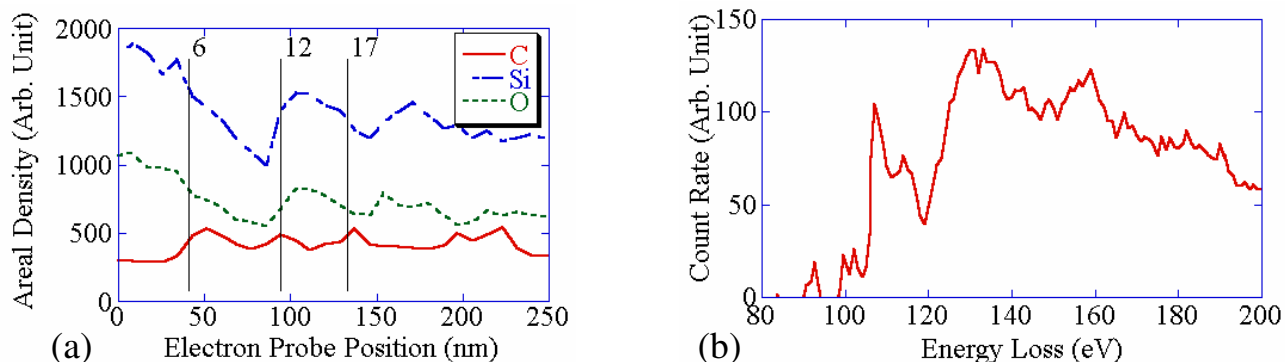 2000
1500
1000
500
0
Areal Density (Arb. Unit)
6
12
17
C
Si
O
0
50
100
150
200
250
(a)
Electron Probe Position (nm)
150
100
50
0
Count Rate (Arb. Unit)
80
100
120
140
160
180
200
(b)
Energy Loss (eV)